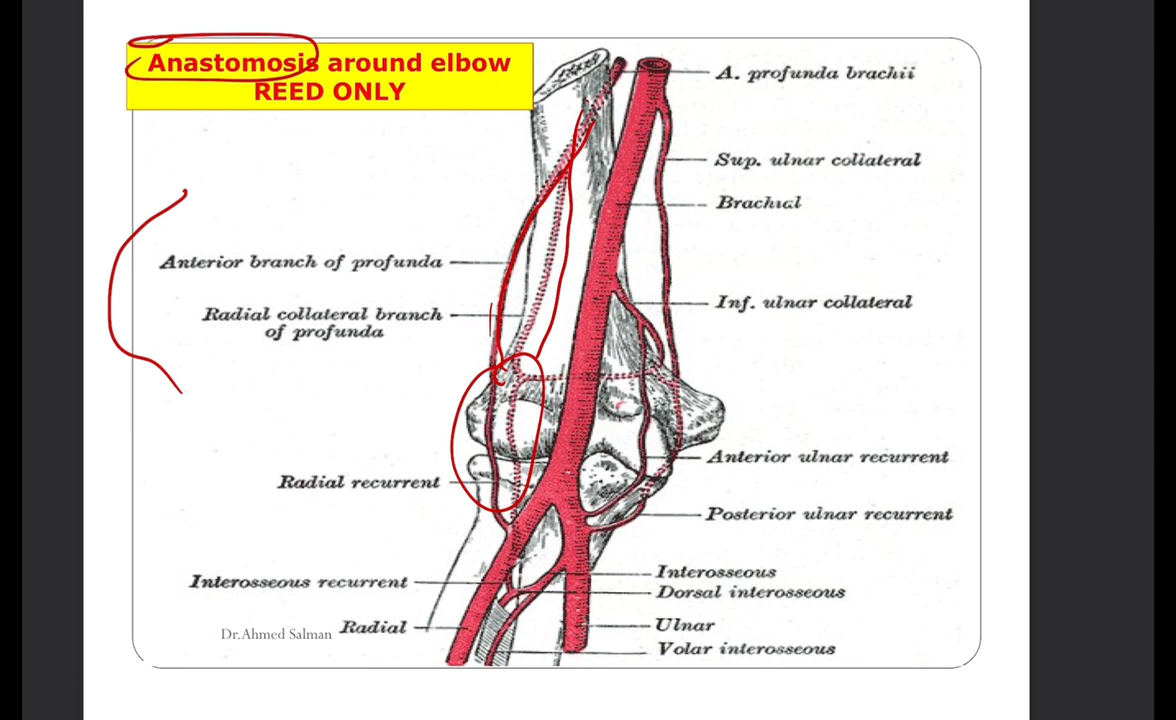 Anastomosis around elbow
REED ONLY
A. profunda brachii
Sup. ulnar collateral
Brachial
Anterior branch of profunda
Inf. ulnar collateral
Radial collateral branch
of profunda
Anterior ulnar recurrent
Radial recurrent
Posterior ulnar recurrent
Interosseous
Interosseous recurrent
Dorsal interosseous
Dr.Ahmed Salman
Radial
Ulnar
Volar interosseous